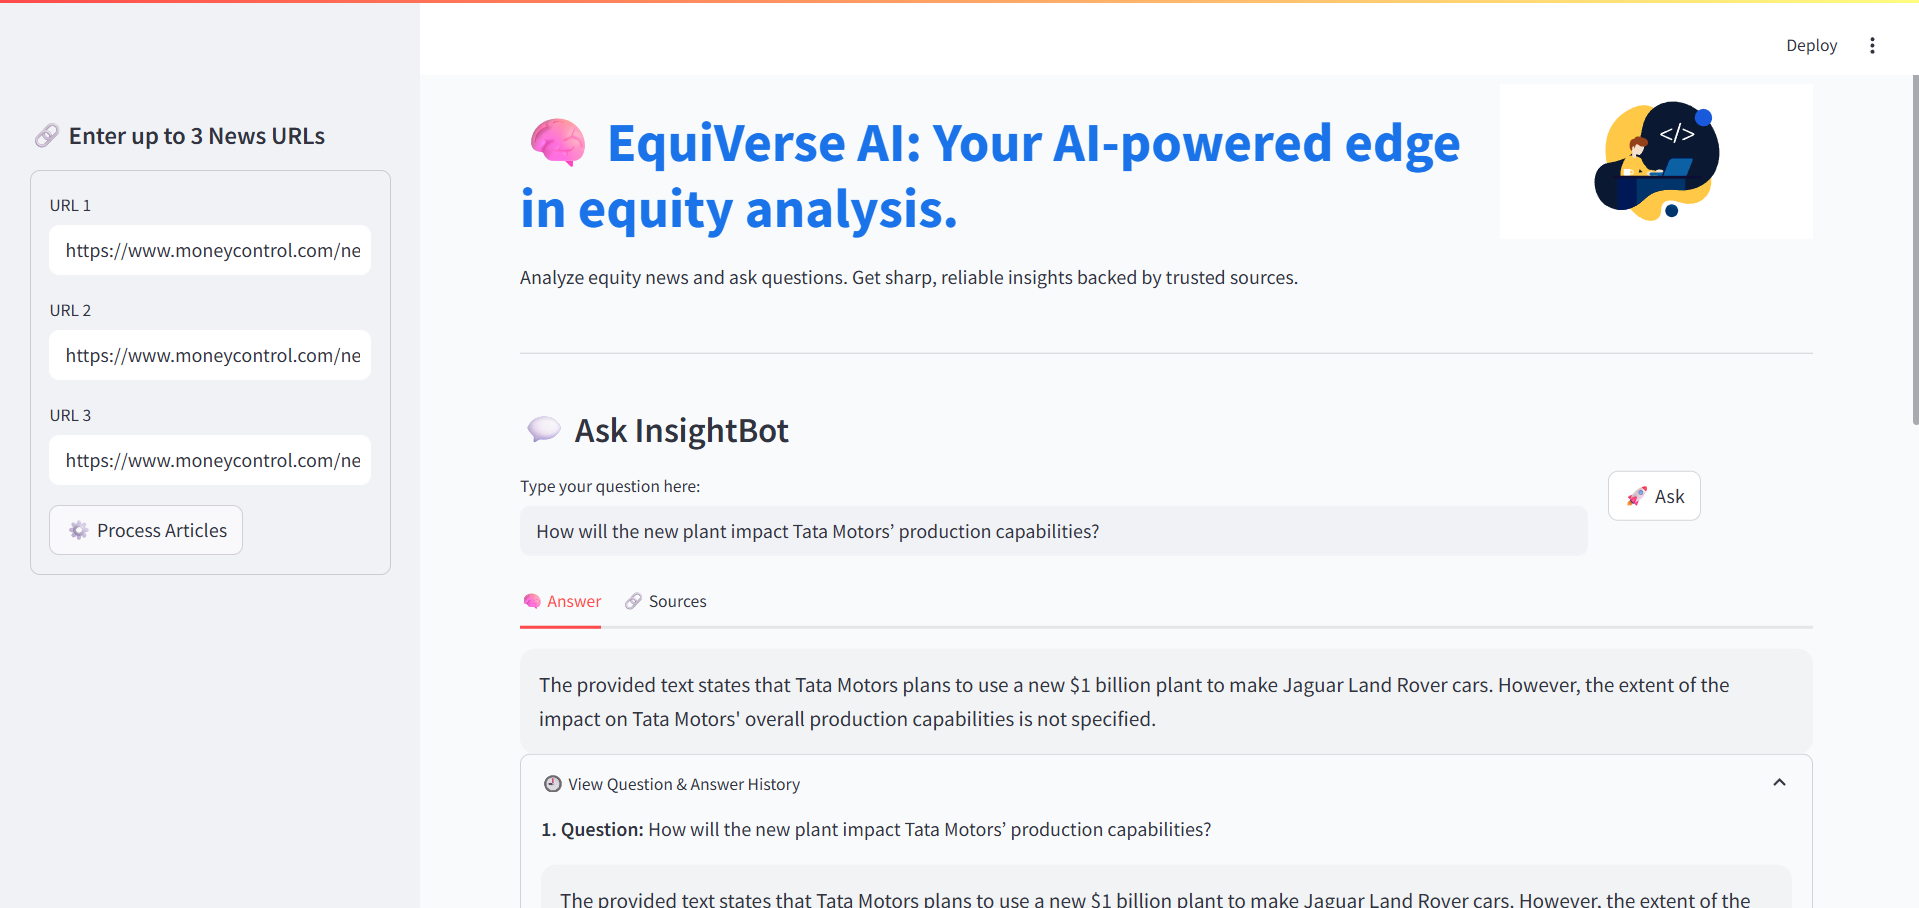 Deploy
🔗 Enter up to 3 News URLs
URL 1
https://www.moneycontrol.com/ne
URL 2
https://www.moneycontrol.com/ne
URL 3
https://www.moneycontrol.com/ne
⚙️ Process Articles
🧠 EquiVerse AI: Your AI-powered edge
in equity analysis.
</>
Analyze equity news and ask questions. Get sharp, reliable insights backed by trusted sources.
💬 Ask InsightBot
Type your question here:
How will the new plant impact Tata Motors’ production capabilities?
🚀 Ask
🧠 Answer 🔗 Sources
The provided text states that Tata Motors plans to use a new $1 billion plant to make Jaguar Land Rover cars. However, the extent of the
impact on Tata Motors' overall production capabilities is not specified.
🕘 View Question & Answer History
1. Question: How will the new plant impact Tata Motors’ production capabilities?
The provided text states that Tata Motors plans to use a new $1 billion plant to make Jaguar Land Rover cars. However, the extent of the